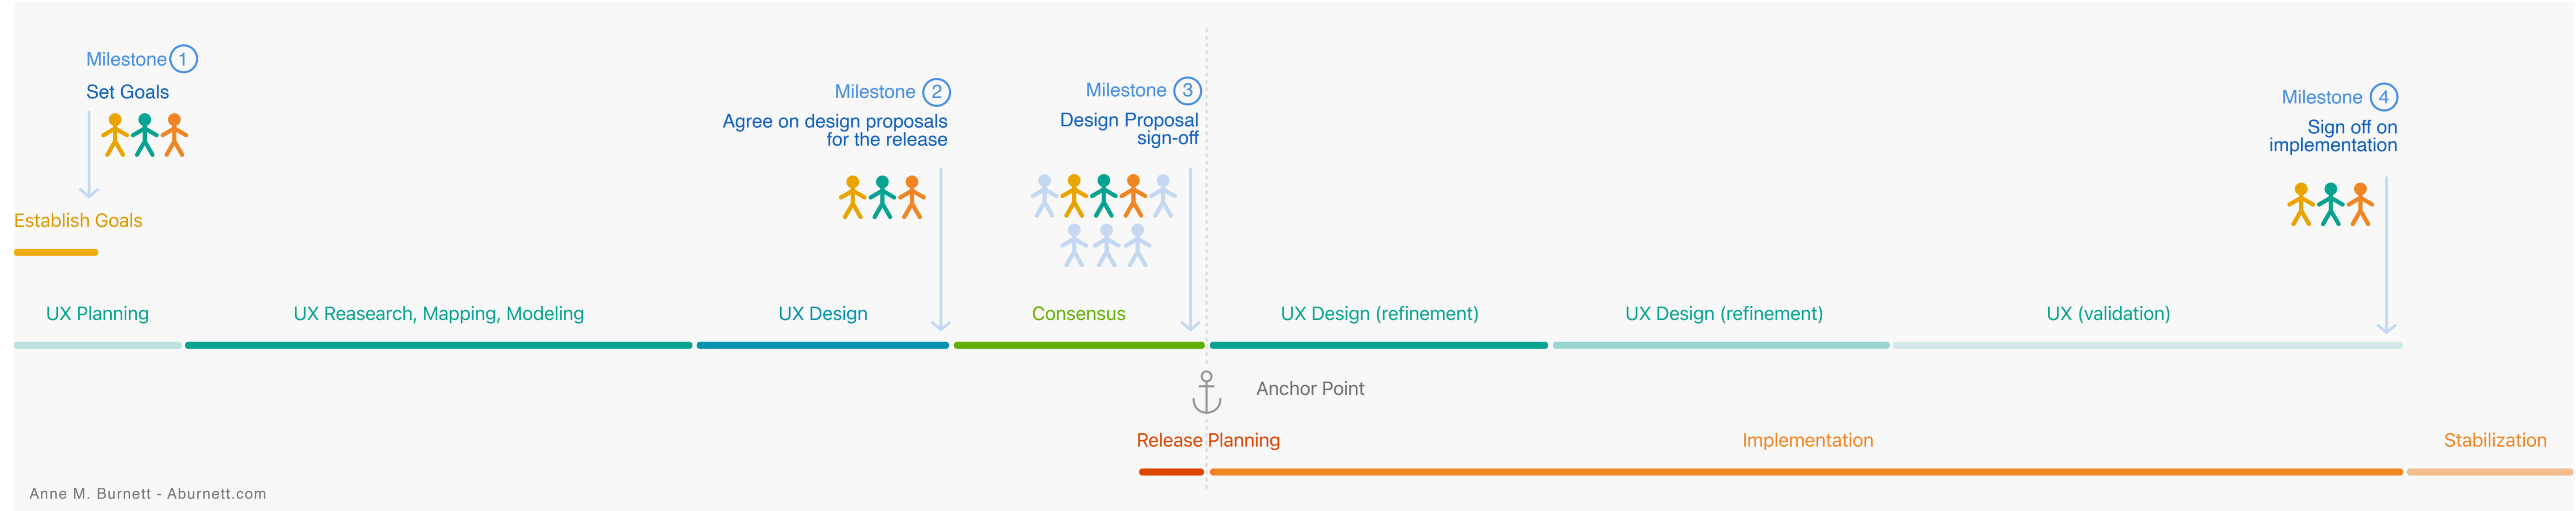 Milestone 1
Set Goals
Milestone 2
Agree on design proposals
for the release
Milestone 3
Design Proposal
sign-off
Milestone 4
Sign off on
implementation
Establish Goals
UX Planning
UX Reasearch, Mapping, Modeling
UX Design
Consensus
UX Design (refinement)
UX Design (refinement)
UX (validation)
Anchor Point
Release Planning
Implementation
Stabilization
Anne M. Burnett - Aburnett.com